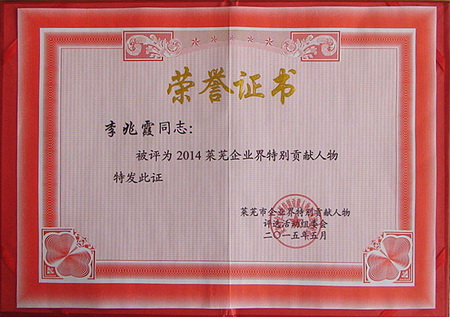 荣誉证书
李兆霞同志:
被评为2014莱芜企业界特别贡献人物
特发此证
莱芜市企业界特别贡献人物
评选活动组委会
二〇一五年五月